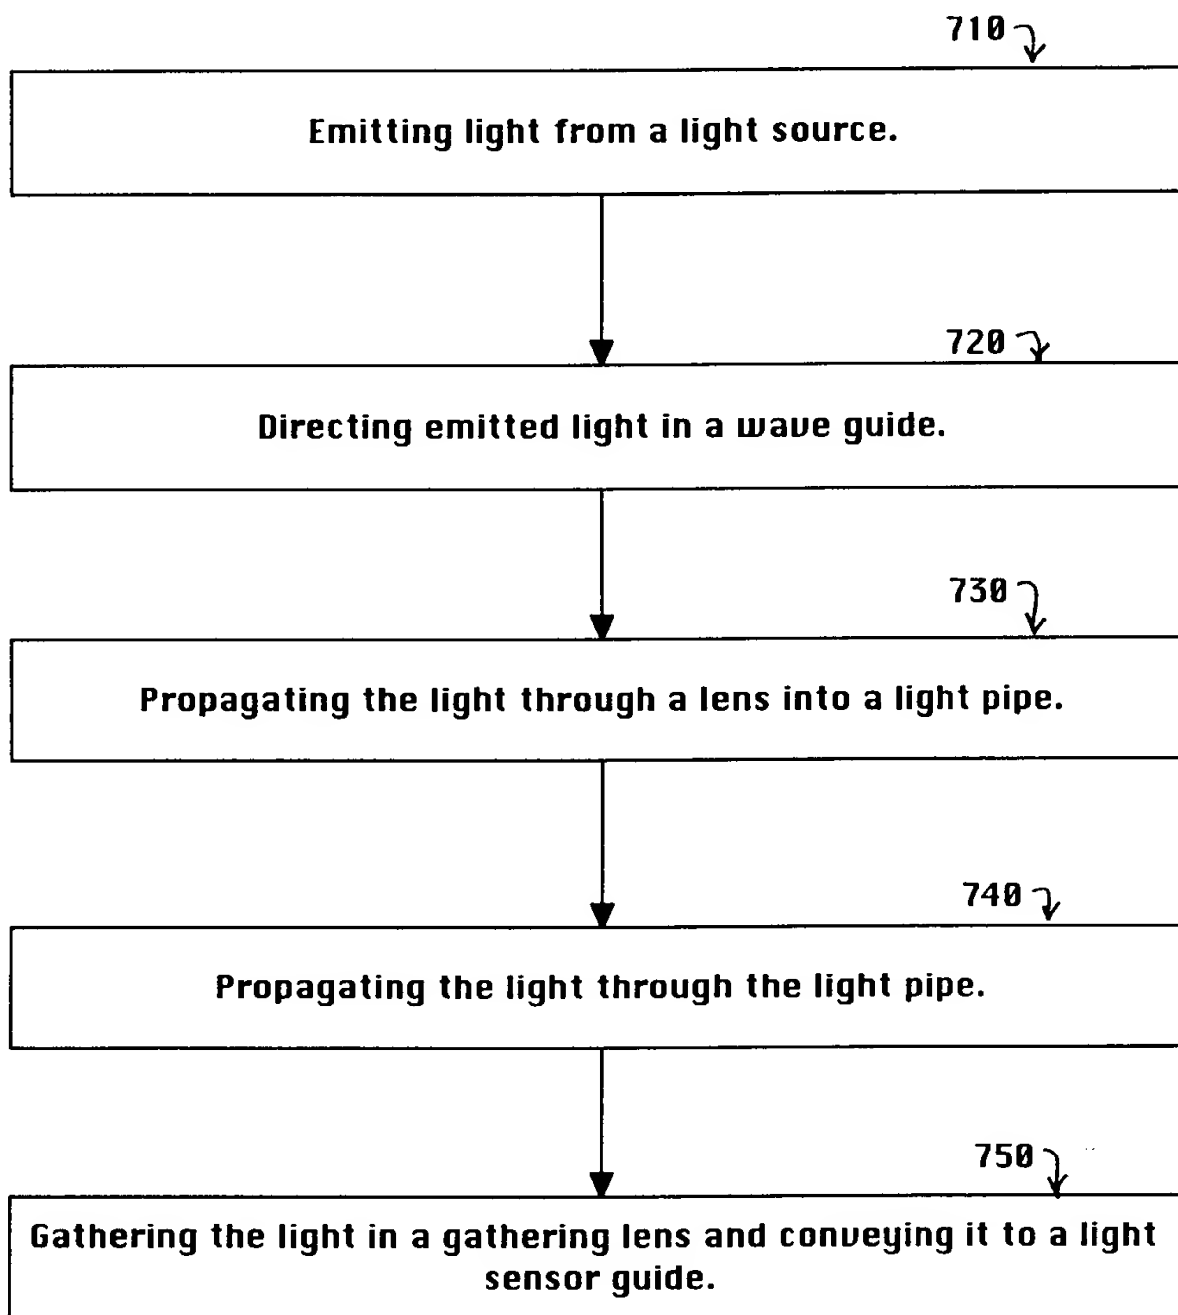 710
Emitting light from a light source.
720
Directing emitted light in a wave guide.
730
Propagating the light through a lens into a light pipe.
740
Propagating the light through the light pipe.
750
Gathering the light in a gathering lens and conveying it to a light
sensor guide.